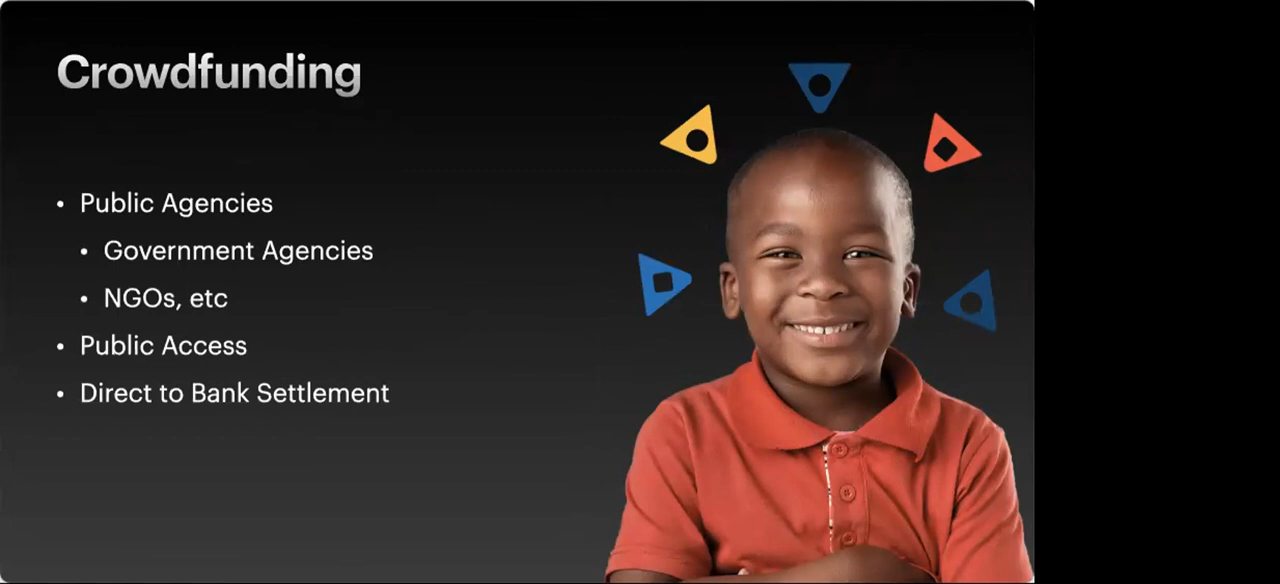 Crowdfunding
• Public Agencies
• Government Agencies
• NGOs, etc
• Public Access
• Direct to Bank Settlement